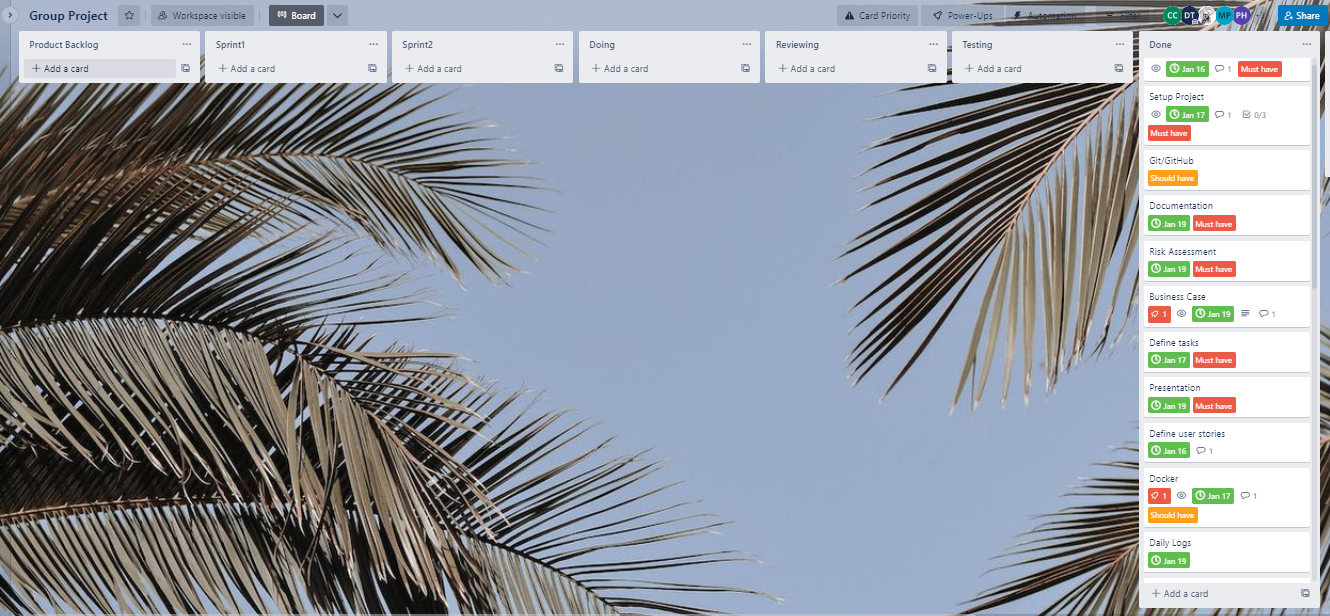 Group Project
Workspace visible
Board
Card Priority
Power-Ups
Automation
CC
DT
MP
PH
Share
Product Backlog
Add a card
Sprint1
Add a card
Sprint2
Add a card
Doing
Add a card
Reviewing
Add a card
Testing
Add a card
Done
Jan 16 1 Must have
Setup Project
Jan 17 1 0/3
Must have
Git/GitHub
Should have
Documentation
Jan 19 Must have
Risk Assessment
Jan 19 Must have
Business Case
1 Jan 19 1
Define tasks
Jan 17 Must have
Presentation
Jan 19 Must have
Define user stories
Jan 16 1
Docker
1 Jan 17 1
Should have
Daily Logs
Jan 19
Add a card